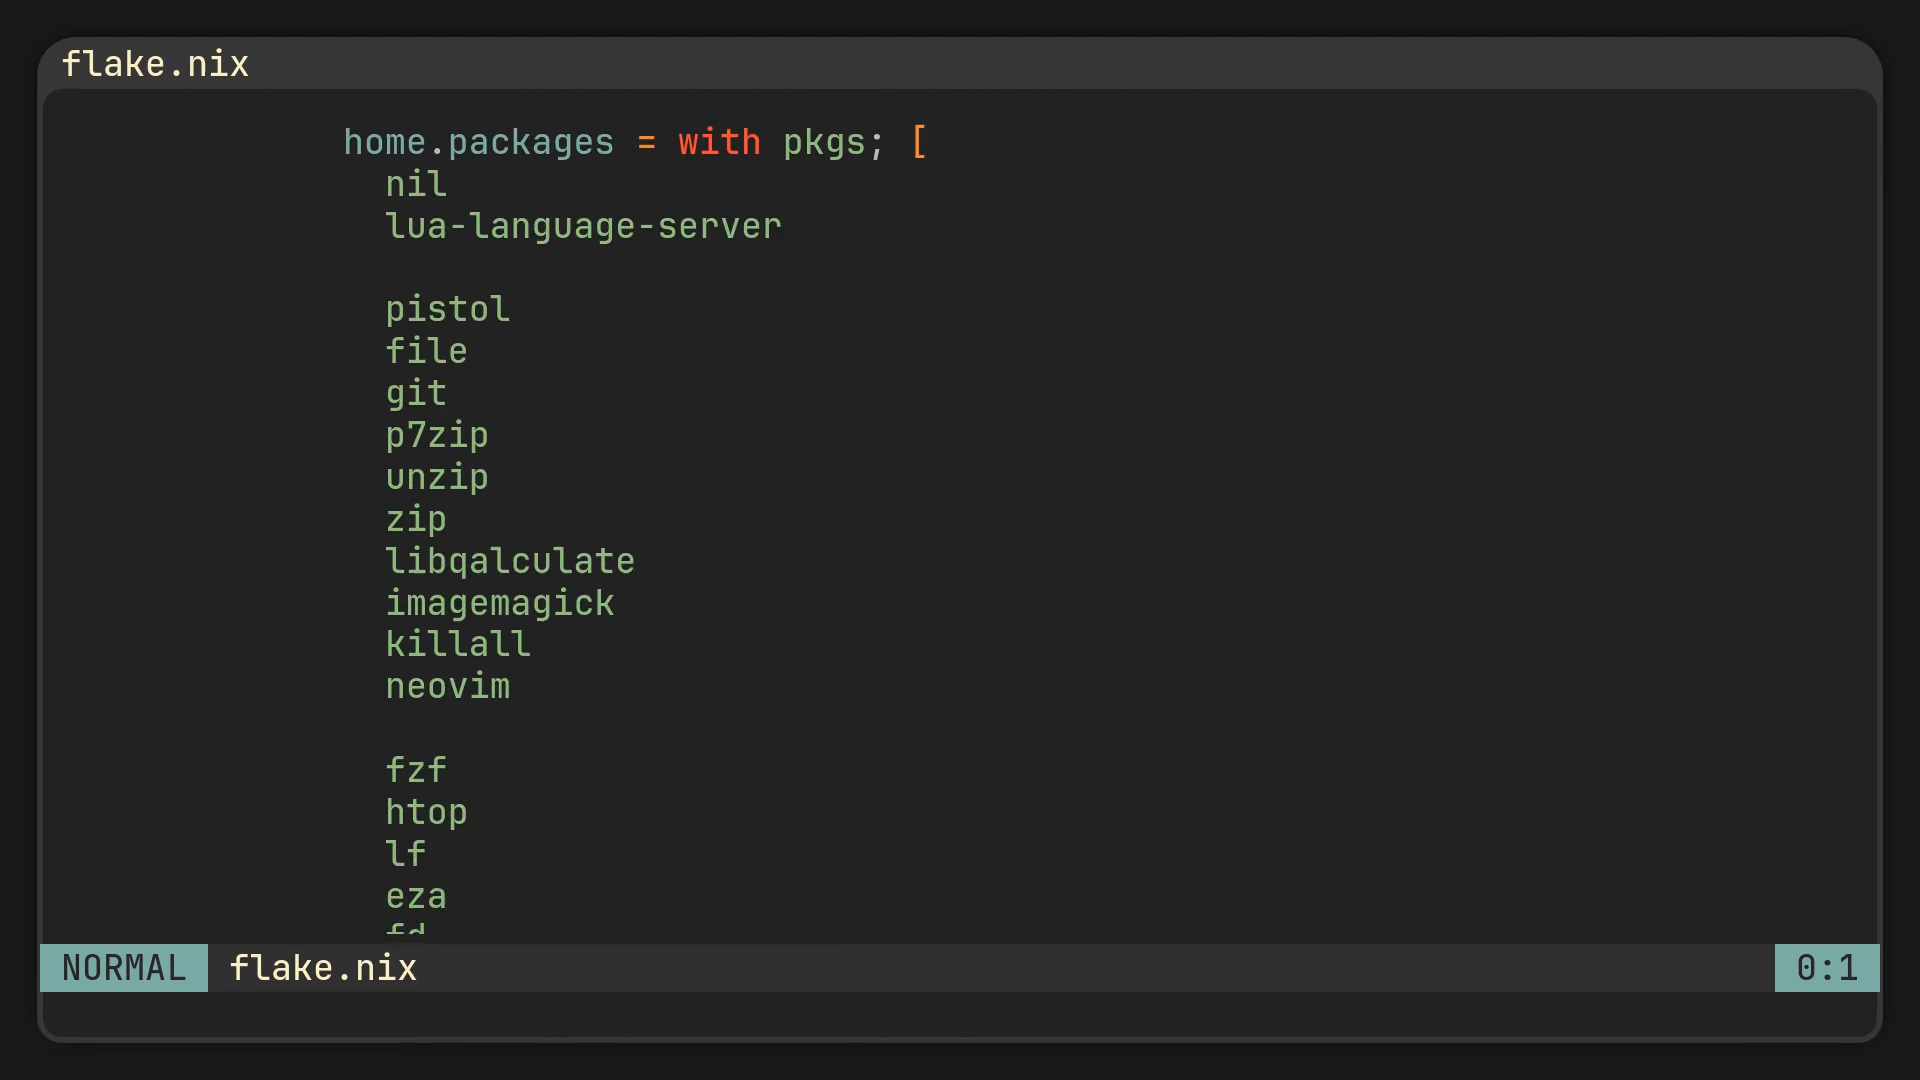 flake.nix
home.packages = with pkgs; [
nil
lua-language-server
pistol
file
git
p7zip
unzip
zip
libqalculate
imagemagick
killall
neovim
fzf
htop
lf
eza
fd
NORMAL flake.nix 0:1